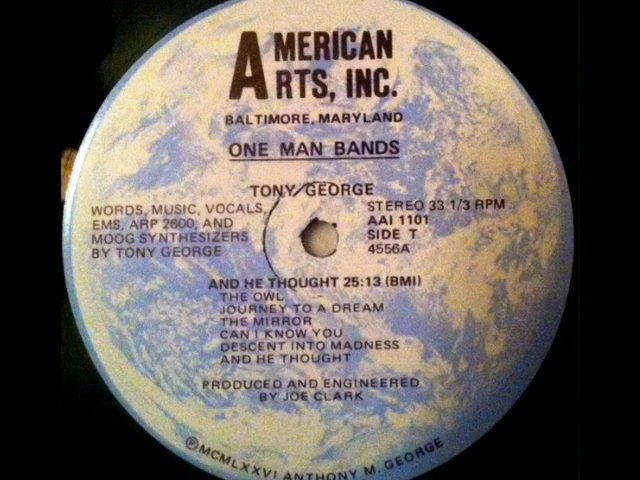 AMERICAN
ARTS, INC.
BALTIMORE, MARYLAND
ONE MAN BANDS
TONY GEORGE
WORDS, MUSIC, VOCALS,
EMS, ARP 2600, AND
MOOG SYNTHESIZERS
BY TONY GEORGE
STEREO 33 1/3 RPM
AAI 1101
SIDE T
4556A
AND HE THOUGHT 25:13 (BMI)
THE OWL
JOURNEY TO A DREAM
THE MIRROR
CAN I KNOW YOU
DESCENT INTO MADNESS
AND HE THOUGHT
PRODUCED AND ENGINEERED
BY JOE CLARK
℗MCMLXXVI ANTHONY M. GEORGE